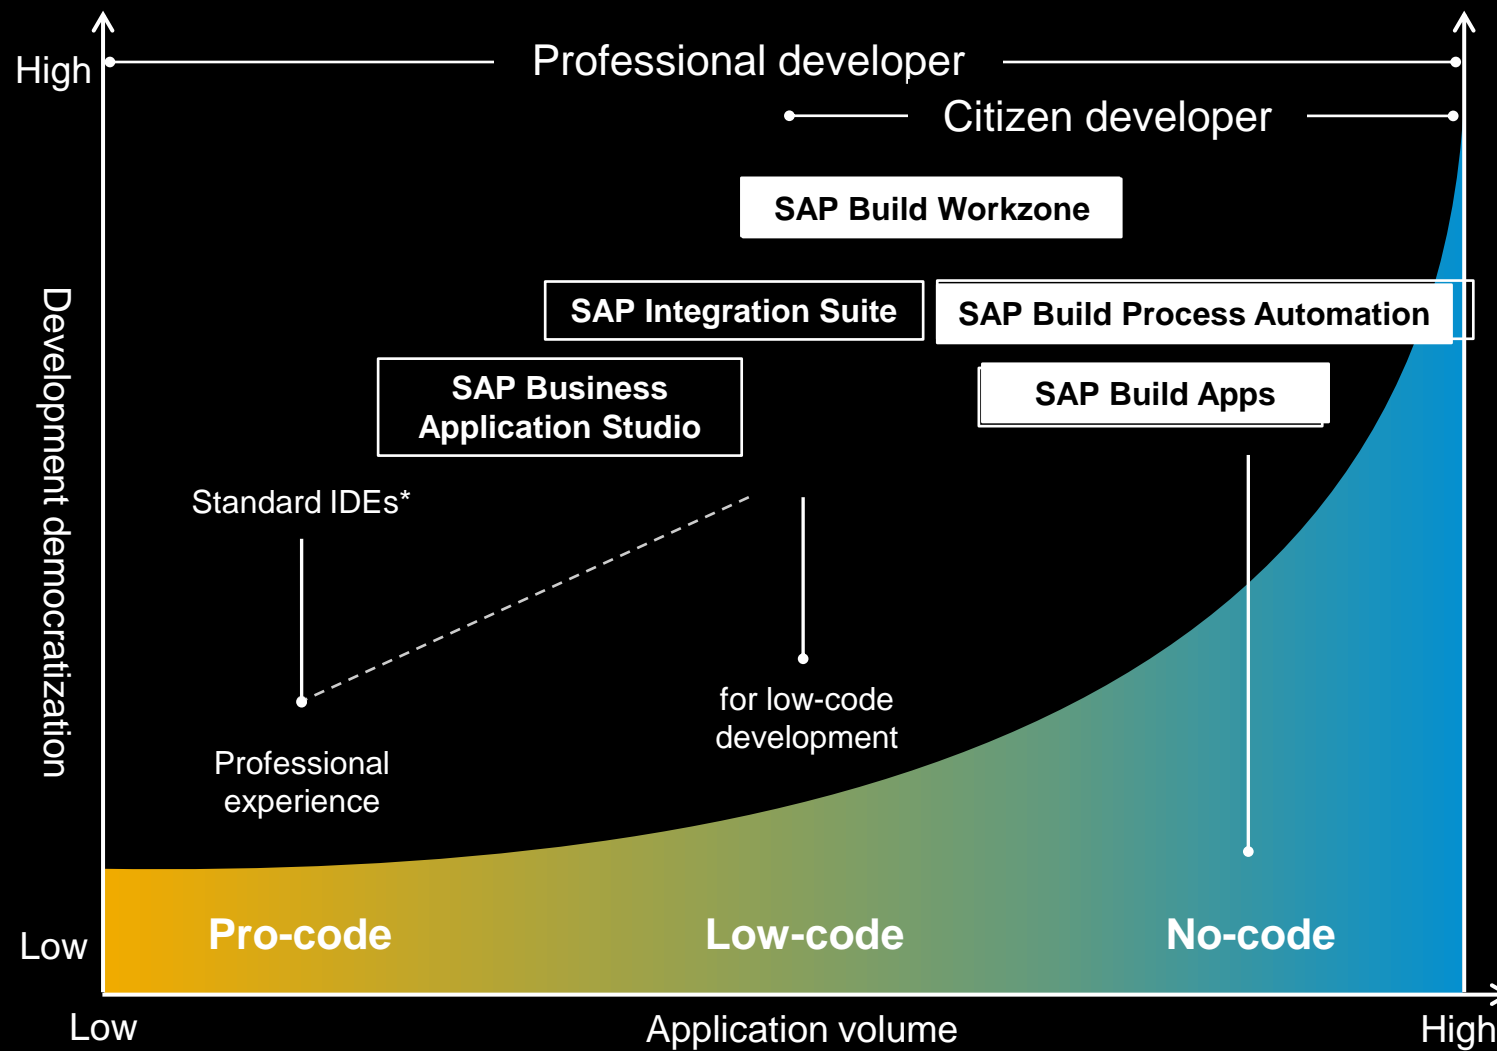 High
Professional developer
Citizen developer
SAP Build Workzone
SAP Integration Suite
SAP Build Process Automation
SAP Business
Application Studio
SAP Build Apps
Development democratization
Standard IDEs*
for low-code
development
Professional
experience
Pro-code
Low-code
No-code
Low
Low
Application volume
High